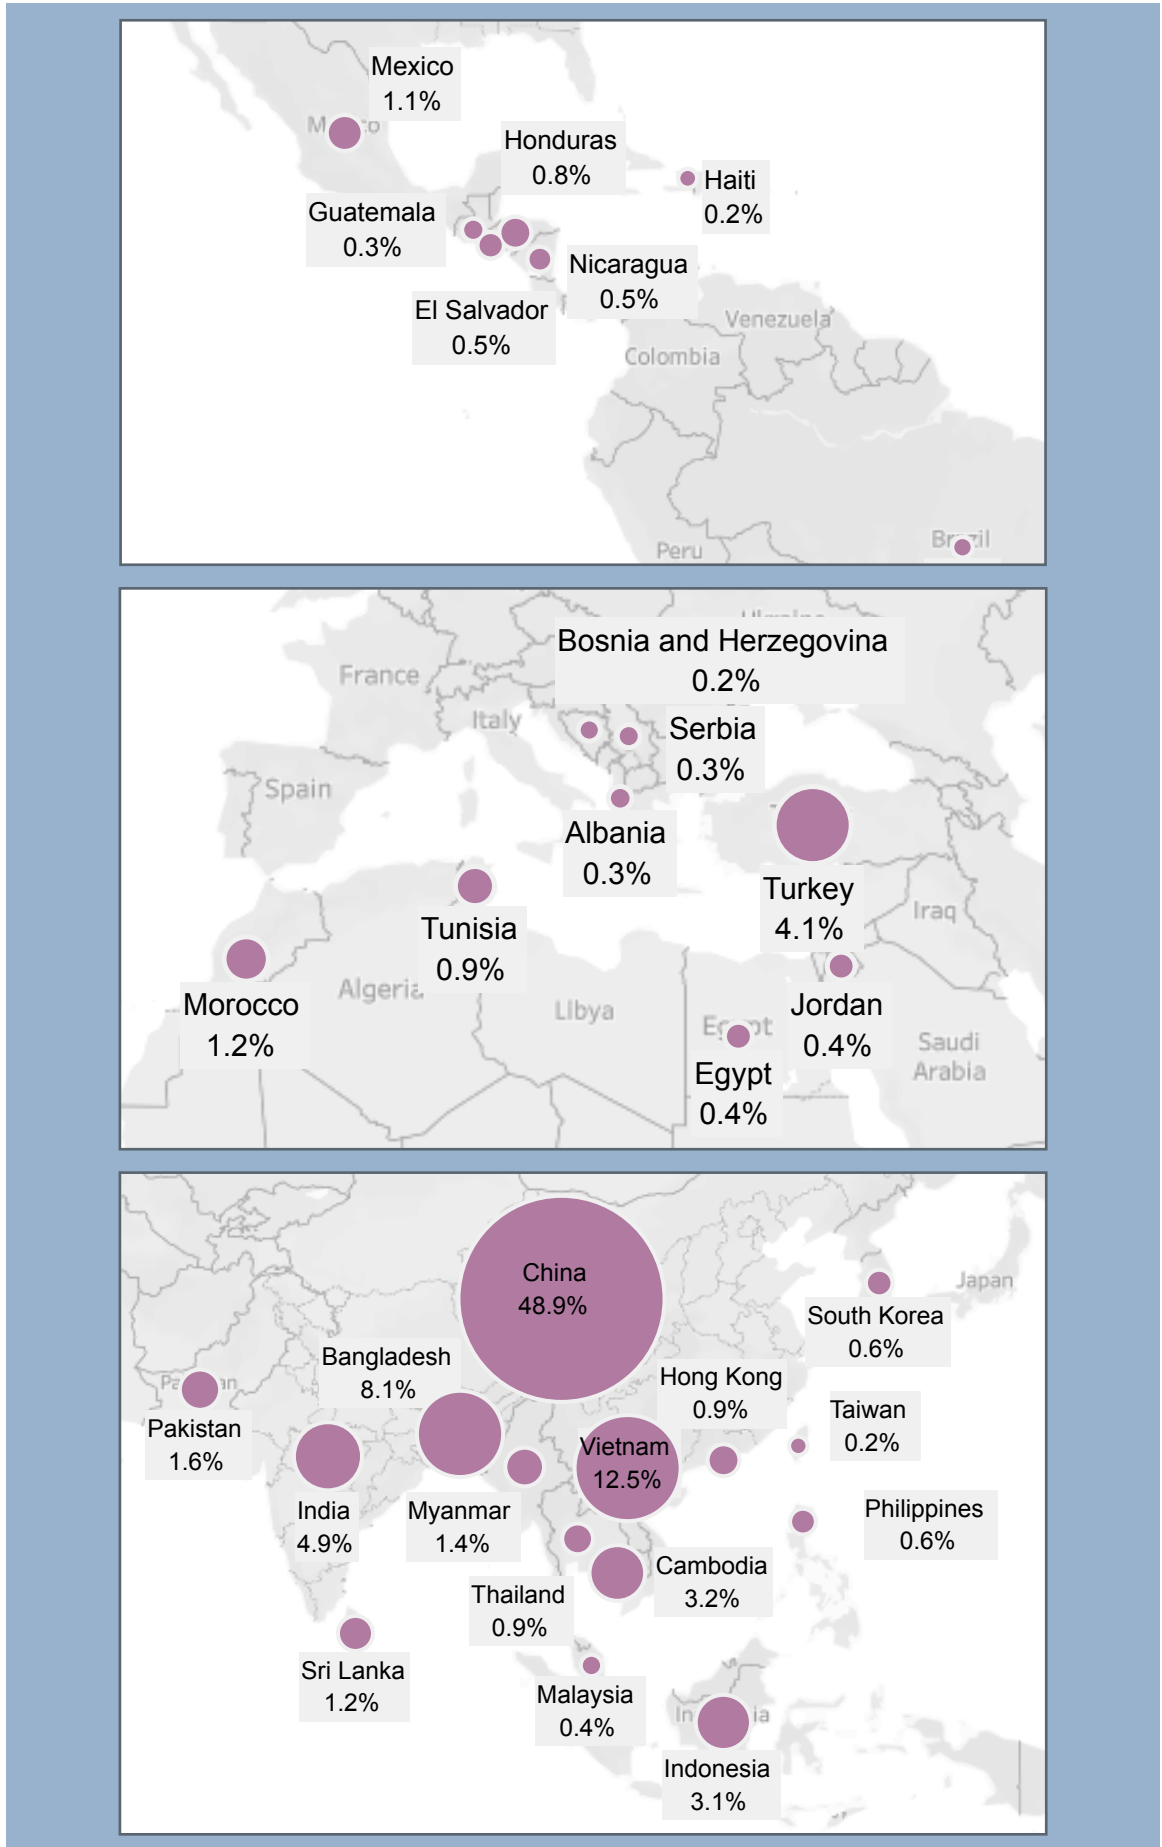 Mexico
1.1%
Honduras
0.8%
Haiti
0.2%
Guatemala
0.3%
Nicaragua
0.5%
El Salvador
0.5%
Venezuela
Colombia
Peru
Brazil
Ukraine
Bosnia and Herzegovina
0.2%
France
Italy
Serbia
0.3%
Spain
Albania
0.3%
Turkey
4.1%
Iraq
Tunisia
0.9%
Algeria
Morocco
1.2%
Libya
Jordan
0.4%
Egypt
Egypt
0.4%
Saudi
Arabia
China
48.9%
Japan
South Korea
0.6%
Bangladesh
8.1%
Hong Kong
0.9%
Pakistan
1.6%
Taiwan
0.2%
Vietnam
12.5%
India
4.9%
Myanmar
1.4%
Philippines
0.6%
Cambodia
3.2%
Thailand
0.9%
Sri Lanka
1.2%
Malaysia
0.4%
Indonesia
3.1%